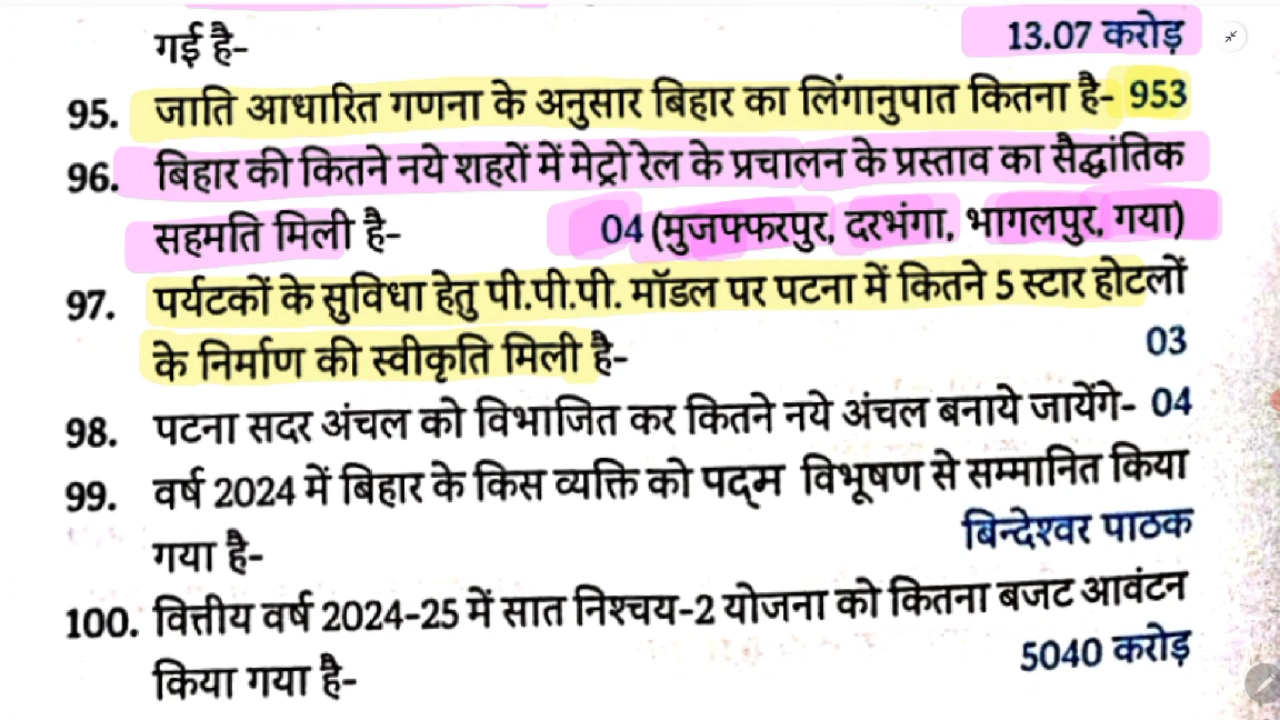 गई है-
13.07 करोड़
95. जाति आधारित गणना के अनुसार बिहार का लिंगानुपात कितना है- 953
96. बिहार की कितने नये शहरों में मेट्रो रेल के प्रचालन के प्रस्ताव का सैद्धांतिक
सहमति मिली है- 04 (मुजफ्फरपुर, दरभंगा, भागलपुर, गया)
97. पर्यटकों के सुविधा हेतु पी.पी.पी. मॉडल पर पटना में कितने 5 स्टार होटलों
के निर्माण की स्वीकृति मिली है- 03
98. पटना सदर अंचल को विभाजित कर कितने नये अंचल बनाये जायेंगे- 04
99. वर्ष 2024 में बिहार के किस व्यक्ति को पद्म विभूषण से सम्मानित किया
गया है- बिन्देश्वर पाठक
100. वित्तीय वर्ष 2024-25 में सात निश्चय-2 योजना को कितना बजट आवंटन
किया गया है- 5040 करोड़